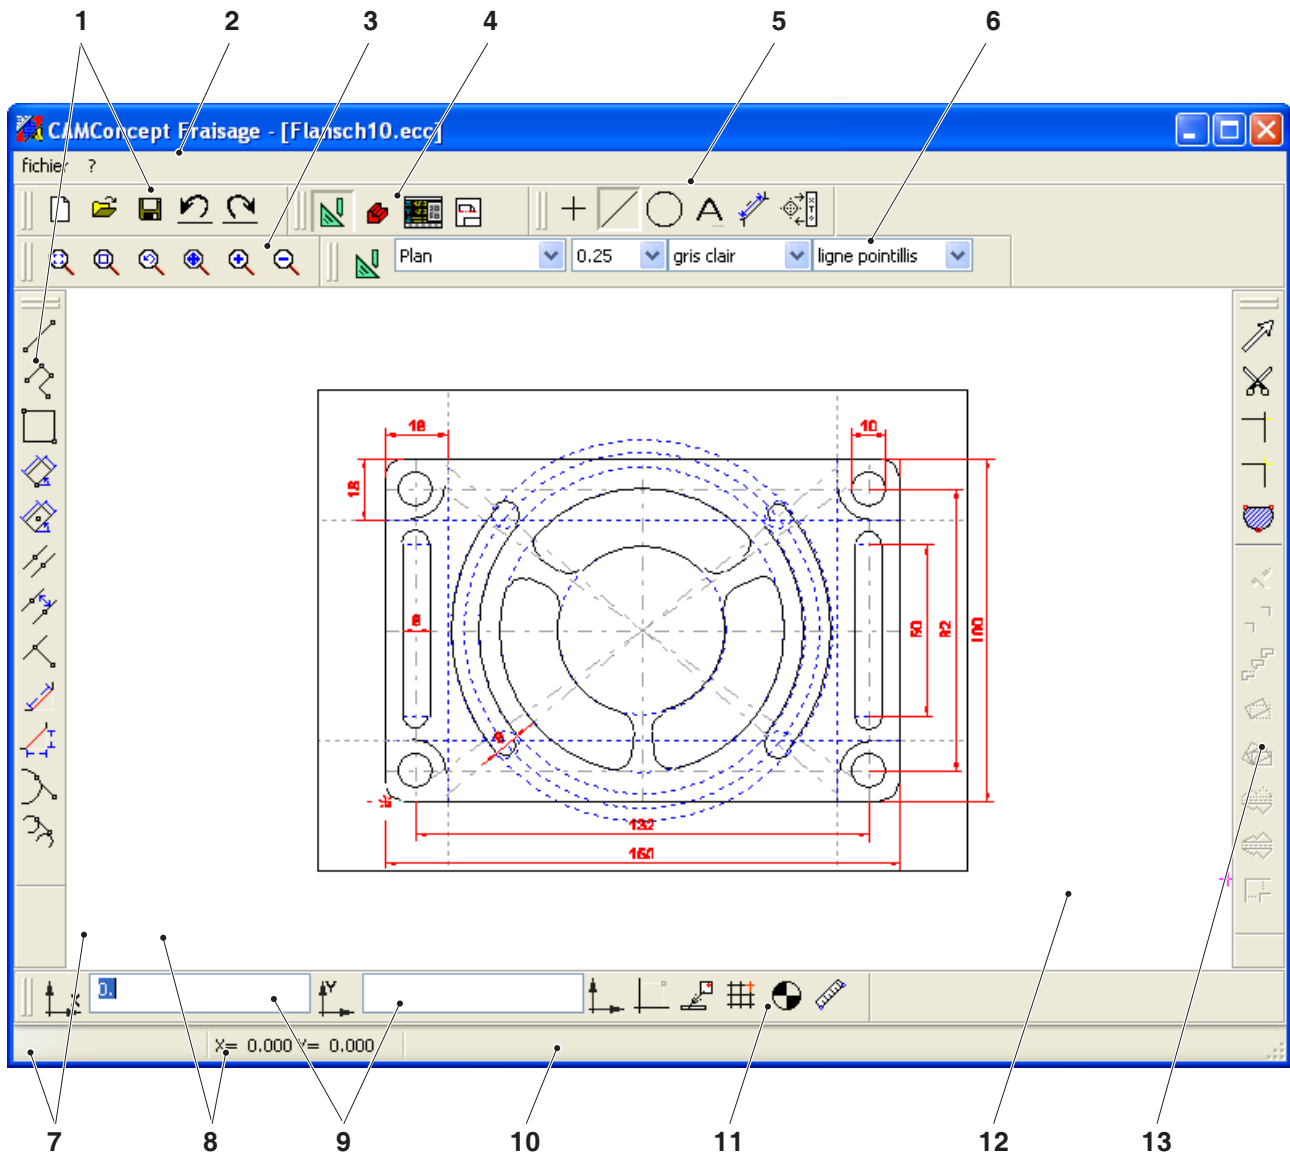 1 2 3 4 5 6
CAMConcept Fraisage - [Flansch10.ecc]
fichier ?
Plan 0.25 gris clair ligne pointillis
18 10
18
8 50 82 100
8
132
150
0.
X Y
X= 0.000 Y= 0.000
7 8 9 10 11 12 13